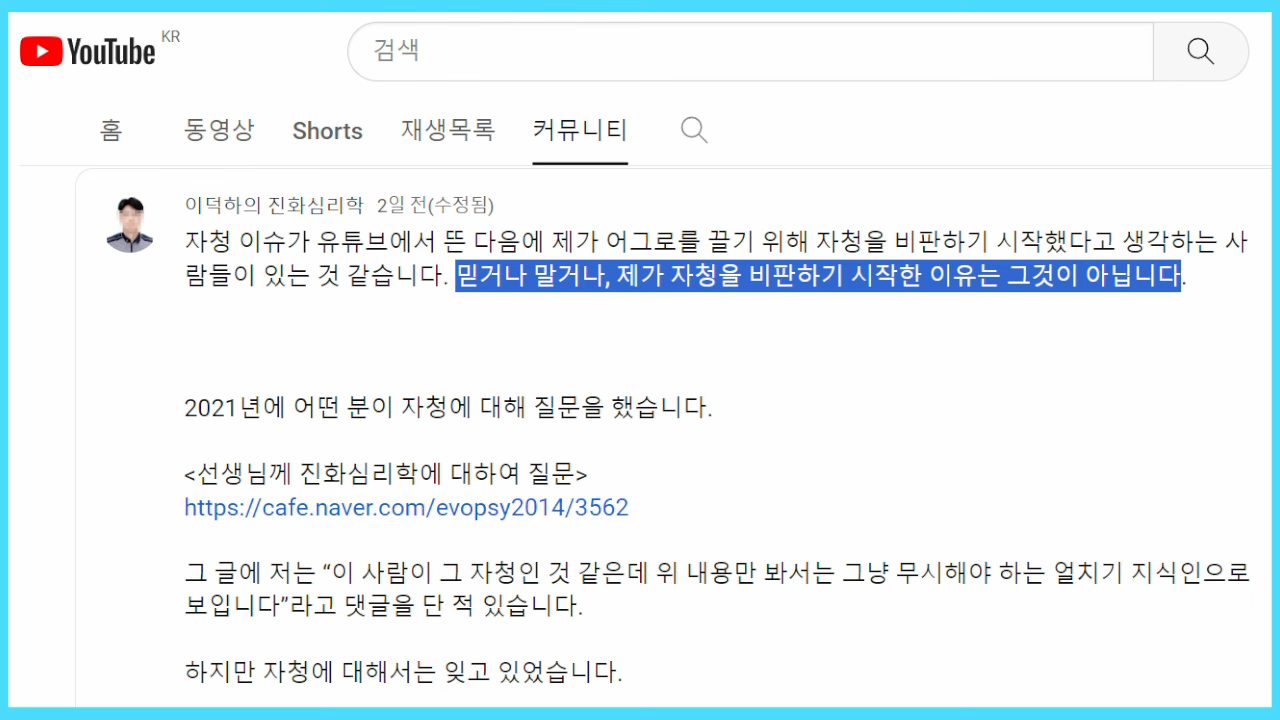 YouTube KR
검색
홈 동영상 Shorts 재생목록 커뮤니티
이덕하의 진화심리학 2일 전(수정됨)
자청 이슈가 유튜브에서 뜬 다음에 제가 어그로를 끌기 위해 자청을 비판하기 시작했다고 생각하는 사
람들이 있는 것 같습니다. 믿거나 말거나, 제가 자청을 비판하기 시작한 이유는 그것이 아닙니다.
2021년에 어떤 분이 자청에 대해 질문을 했습니다.
<선생님께 진화심리학에 대하여 질문>
https://cafe.naver.com/evopsy2014/3562
그 글에 저는 “이 사람이 그 자청인 것 같은데 위 내용만 봐서는 그냥 무시해야 하는 얼치기 지식인으로
보입니다”라고 댓글을 단 적 있습니다.
하지만 자청에 대해서는 잊고 있었습니다.